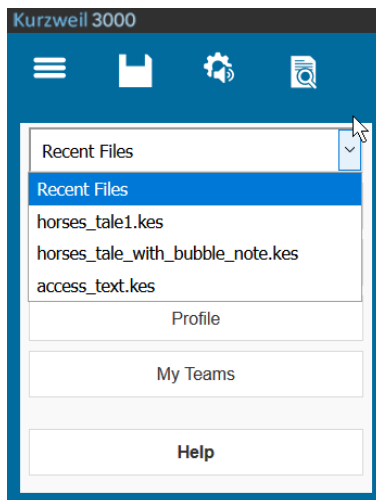 Kurzweil 3000
Recent Files
Recent Files
horses_tale1.kes
horses_tale_with_bubble_note.kes
access_text.kes
Profile
My Teams
Help